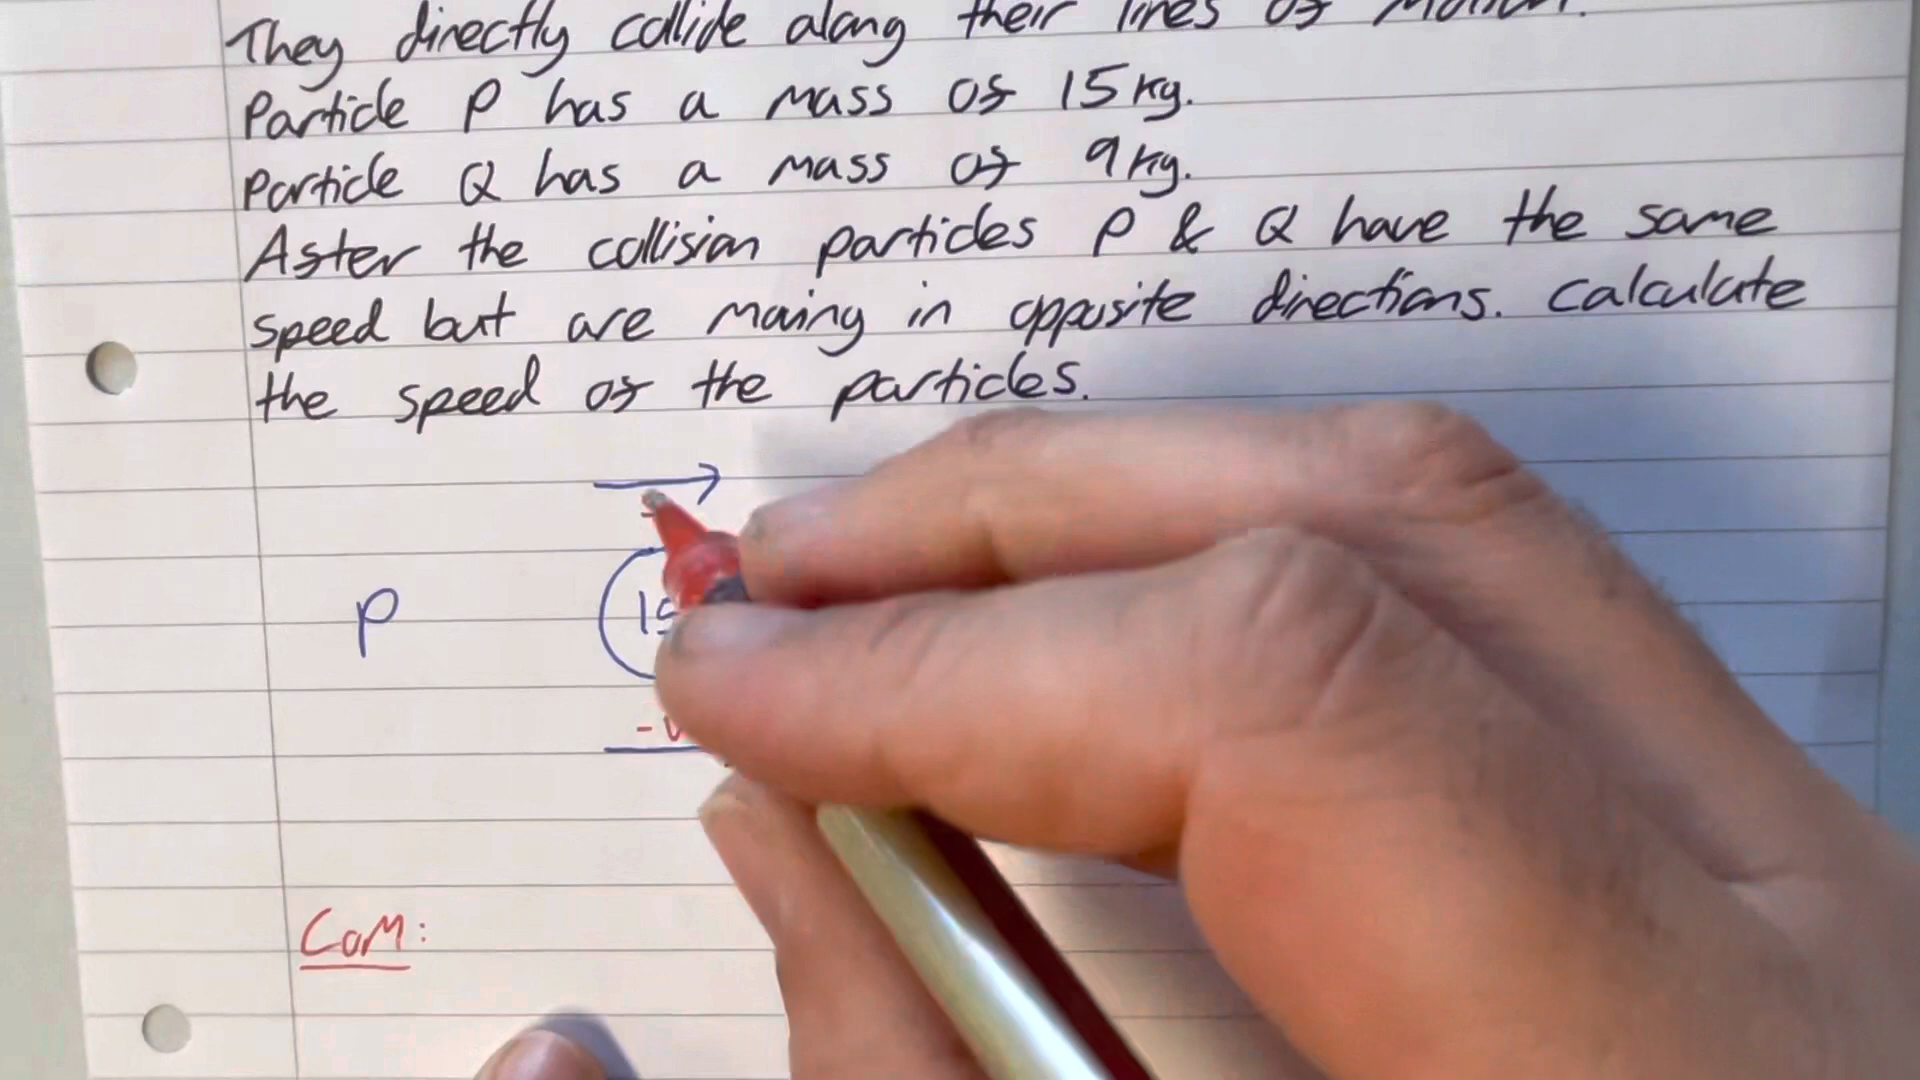 They directly collide along their lines of motion.
Particle P has a mass of 15kg.
Particle Q has a mass of 9kg.
After the collision particles P & Q have the same
speed but are moving in opposite directions. Calculate
the speed of the particles.
P
15
-v
CoM: